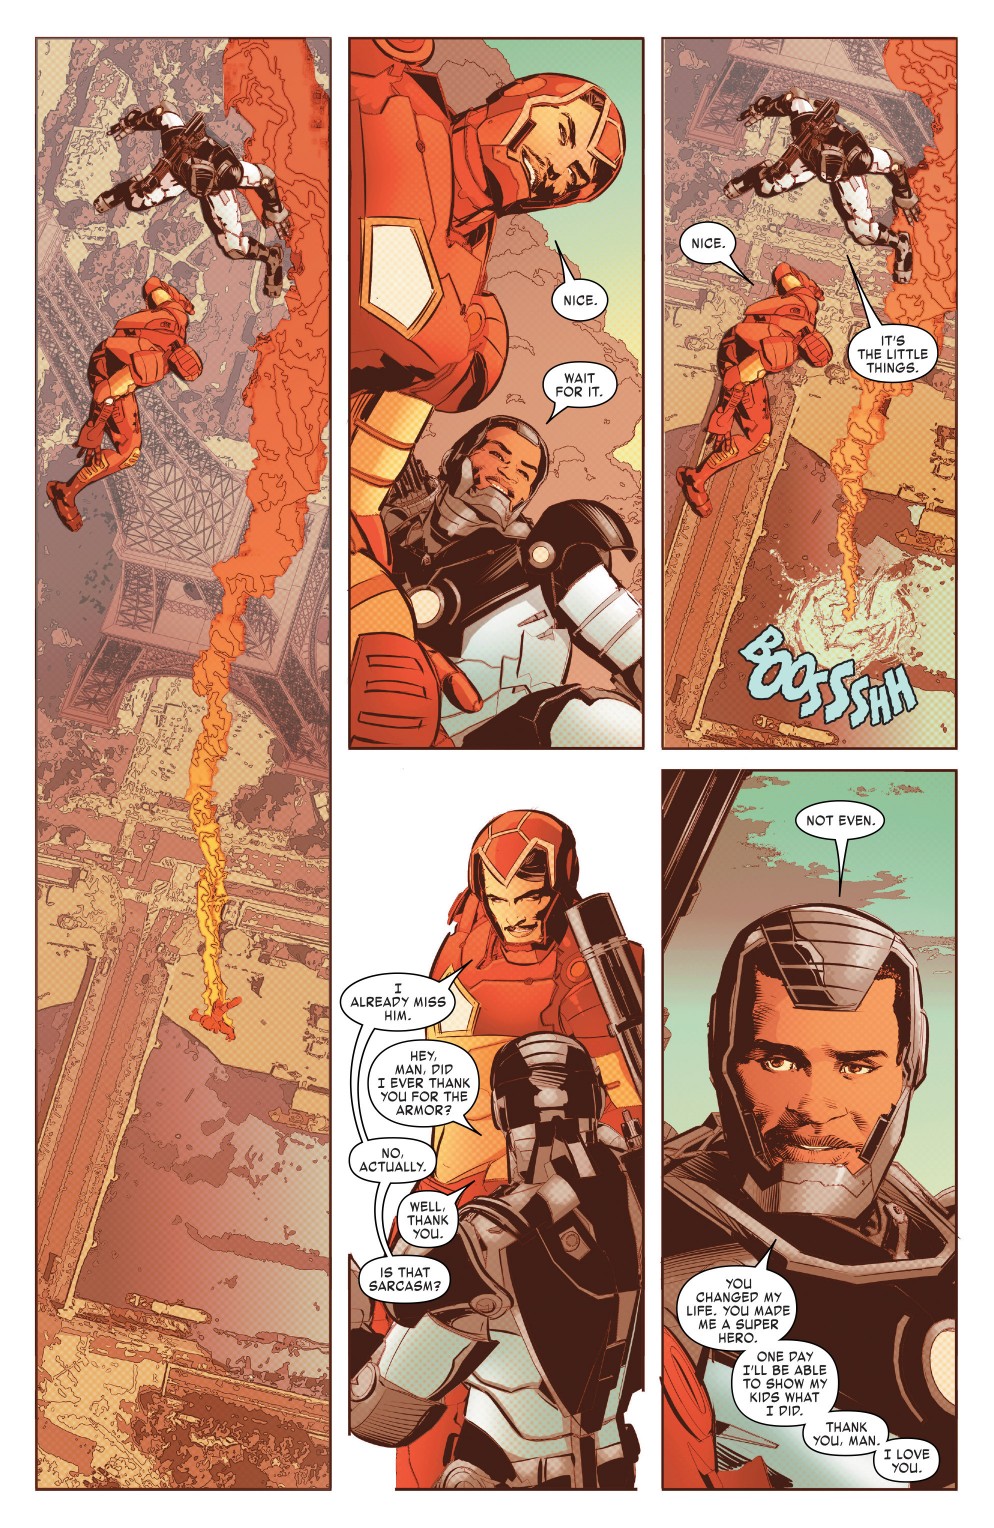 NICE.
WAIT
FOR IT.
NICE.
IT'S
THE LITTLE
THINGS.
BOOSSSSHH
I
ALREADY MISS
HIM.
HEY,
MAN, DID
I EVER THANK
YOU FOR THE
ARMOR?
NO,
ACTUALLY.
WELL,
THANK
YOU.
IS THAT
SARCASM?
NOT EVEN.
YOU
CHANGED MY
LIFE. YOU MADE
ME A SUPER
HERO.
ONE DAY
I'LL BE ABLE
TO SHOW MY
KIDS WHAT
I DID.
THANK
YOU, MAN.
I LOVE
YOU.